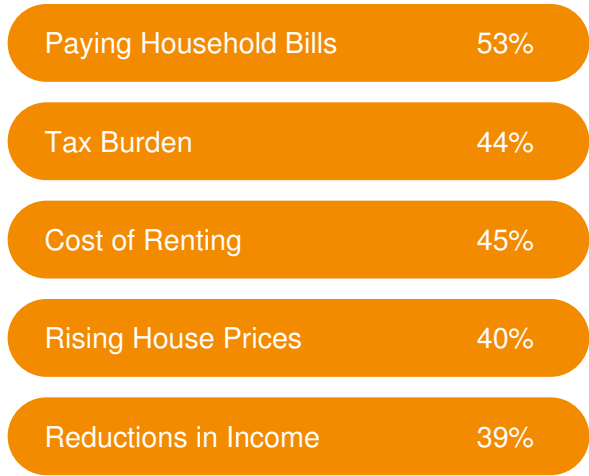 Paying Household Bills 53%
Tax Burden 44%
Cost of Renting 45%
Rising House Prices 40%
Reductions in Income 39%